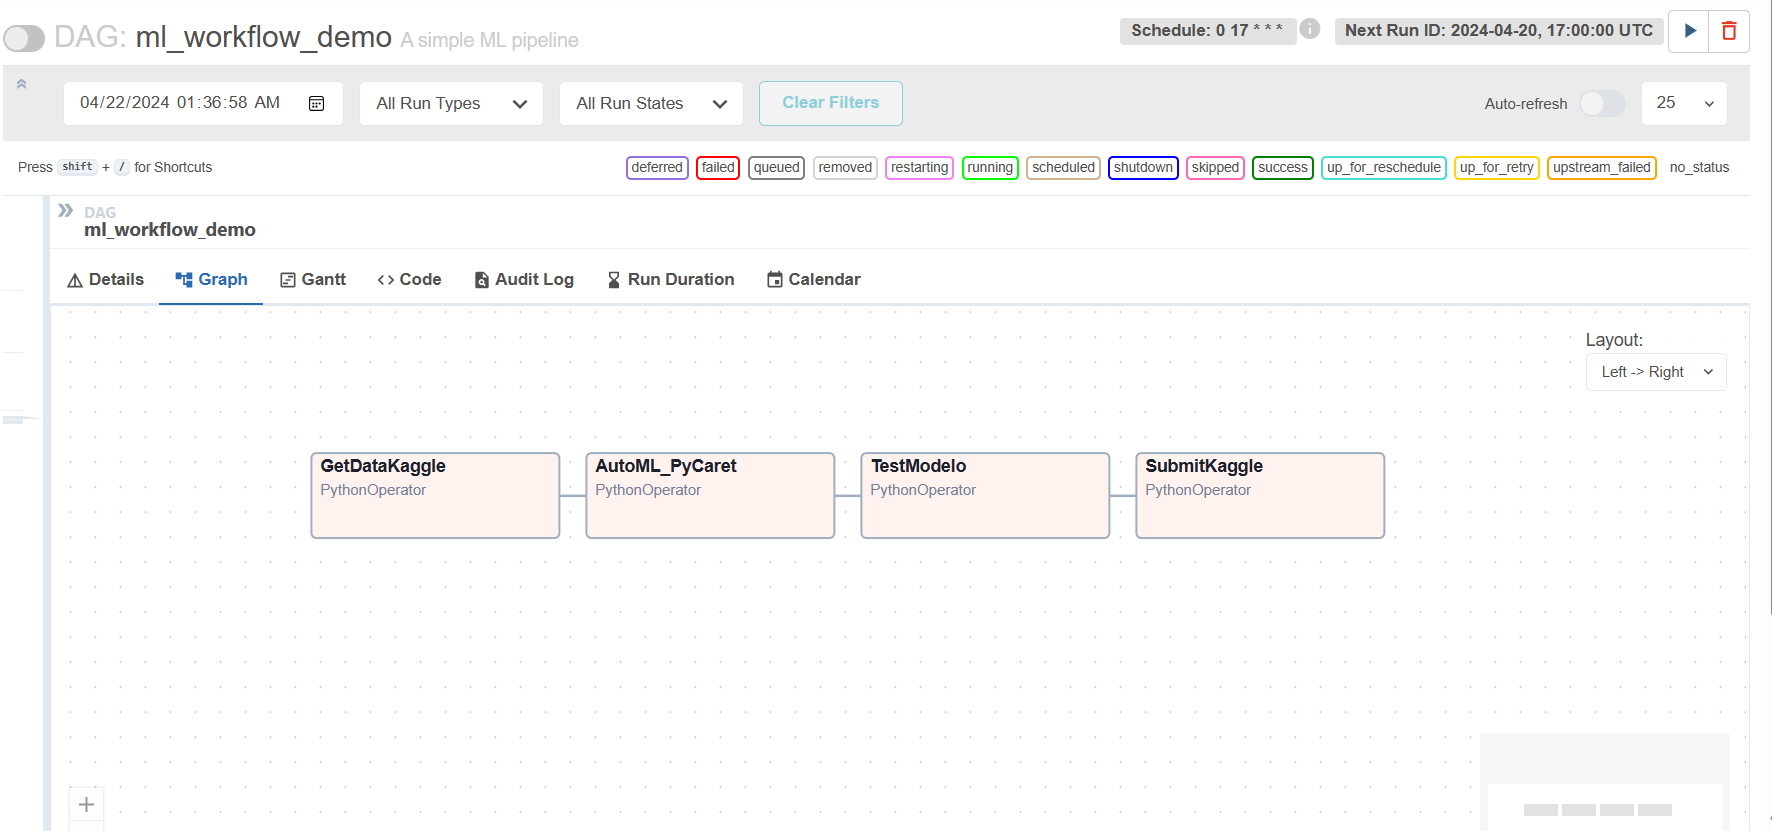 DAG: ml_workflow_demo A simple ML pipeline
Schedule: 0 17 * * *
Next Run ID: 2024-04-20, 17:00:00 UTC
04/22/2024 01:36:58 AM
All Run Types
All Run States
Clear Filters
Auto-refresh
25
Press shift + / for Shortcuts
deferred failed queued removed restarting running scheduled shutdown skipped success up_for_reschedule up_for_retry upstream_failed no_status
DAG
ml_workflow_demo
Details Graph Gantt Code Audit Log Run Duration Calendar
Layout:
Left -> Right
GetDataKaggle
PythonOperator
AutoML_PyCaret
PythonOperator
TestModelo
PythonOperator
SubmitKaggle
PythonOperator